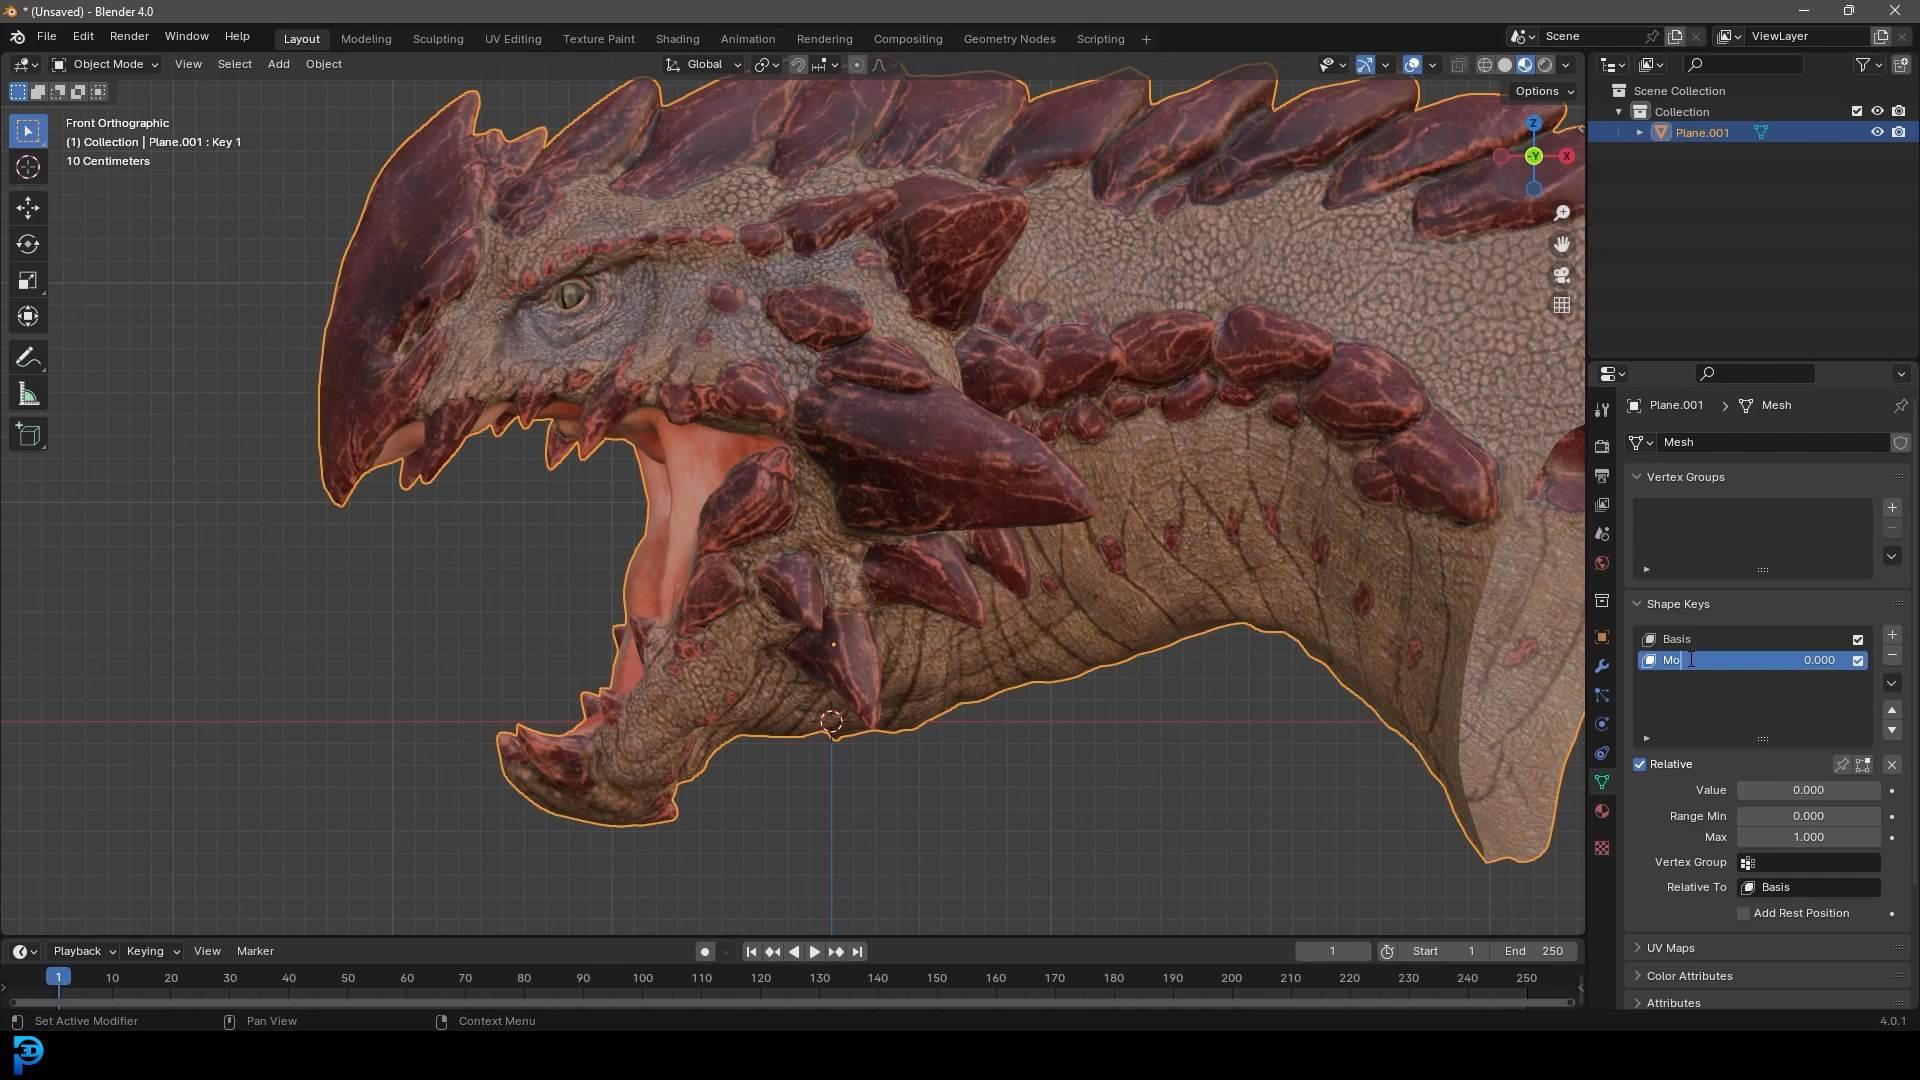 * (Unsaved) - Blender 4.0
File Edit Render Window Help Layout Modeling Sculpting UV Editing Texture Paint Shading Animation Rendering Compositing Geometry Nodes Scripting + Scene ViewLayer
Object Mode View Select Add Object Global
Options
Front Orthographic
(1) Collection | Plane.001 : Key 1
10 Centimeters
Z
-Y X
Scene Collection
Collection
Plane.001
Plane.001 > Mesh
Mesh
Vertex Groups
Shape Keys
Basis
Mo 0.000
Relative
Value 0.000
Range Min 0.000
Max 1.000
Vertex Group
Relative To Basis
Add Rest Position
UV Maps
Color Attributes
Attributes
Playback Keying View Marker 1 Start 1 End 250
1 10 20 30 40 50 60 70 80 90 100 110 120 130 140 150 160 170 180 190 200 210 220 230 240 250
Set Active Modifier Pan View Context Menu 4.0.1
P3D